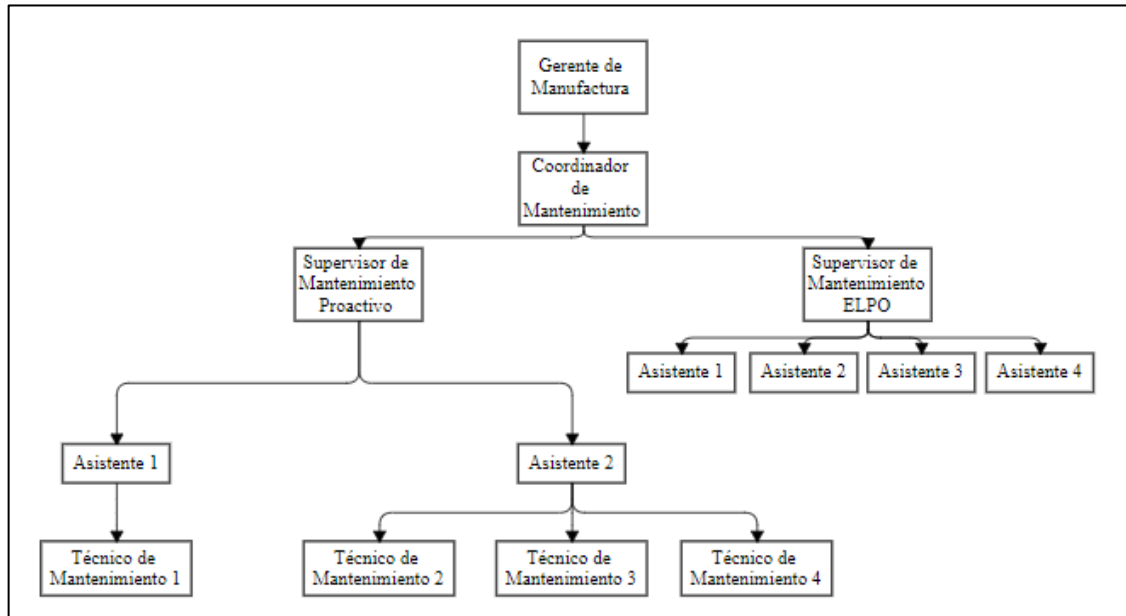 Gerente de
Manufactura
Coordinador
de
Mantenimiento
Supervisor de
Mantenimiento
Proactivo
Supervisor de
Mantenimiento
ELPO
Asistente 1
Asistente 2
Asistente 3
Asistente 4
Asistente 1
Asistente 2
Técnico de
Mantenimiento 1
Técnico de
Mantenimiento 2
Técnico de
Mantenimiento 3
Técnico de
Mantenimiento 4